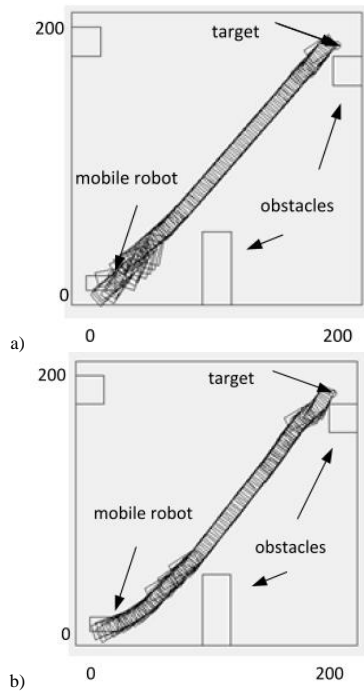 200
target
mobile robot
obstacles
0
a)
0
200
200
target
mobile robot
obstacles
0
b)
0
200